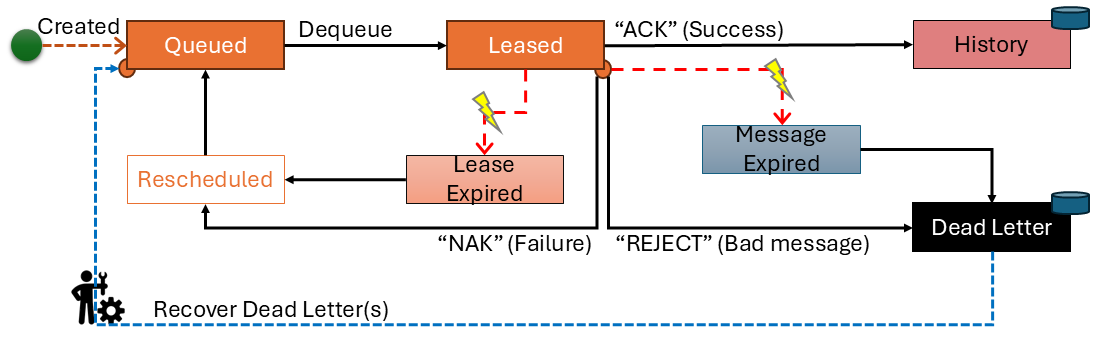 Created
Queued
Dequeue
Leased
“ACK” (Success)
History
Message
Expired
Lease
Expired
Rescheduled
“NAK” (Failure)
“REJECT” (Bad message)
Dead Letter
Recover Dead Letter(s)